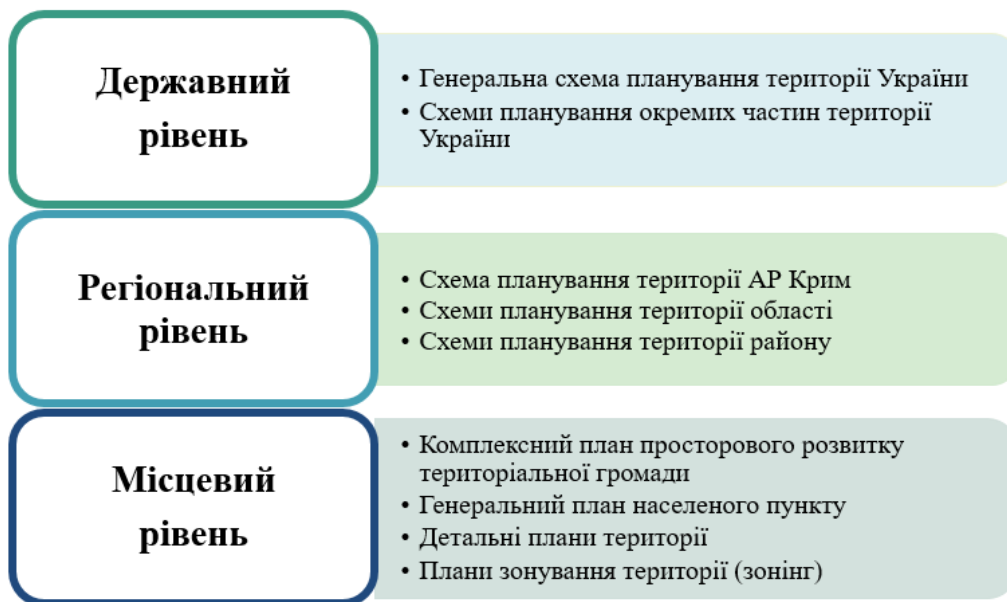 Державний
рівень
• Генеральна схема планування території України
• Схеми планування окремих частин території
України
Регіональний
рівень
• Схема планування території АР Крим
• Схеми планування території області
• Схеми планування території району
Місцевий
рівень
• Комплексний план просторового розвитку
територіальної громади
• Генеральний план населеного пункту
• Детальні плани території
• Плани зонування території (зонінг)